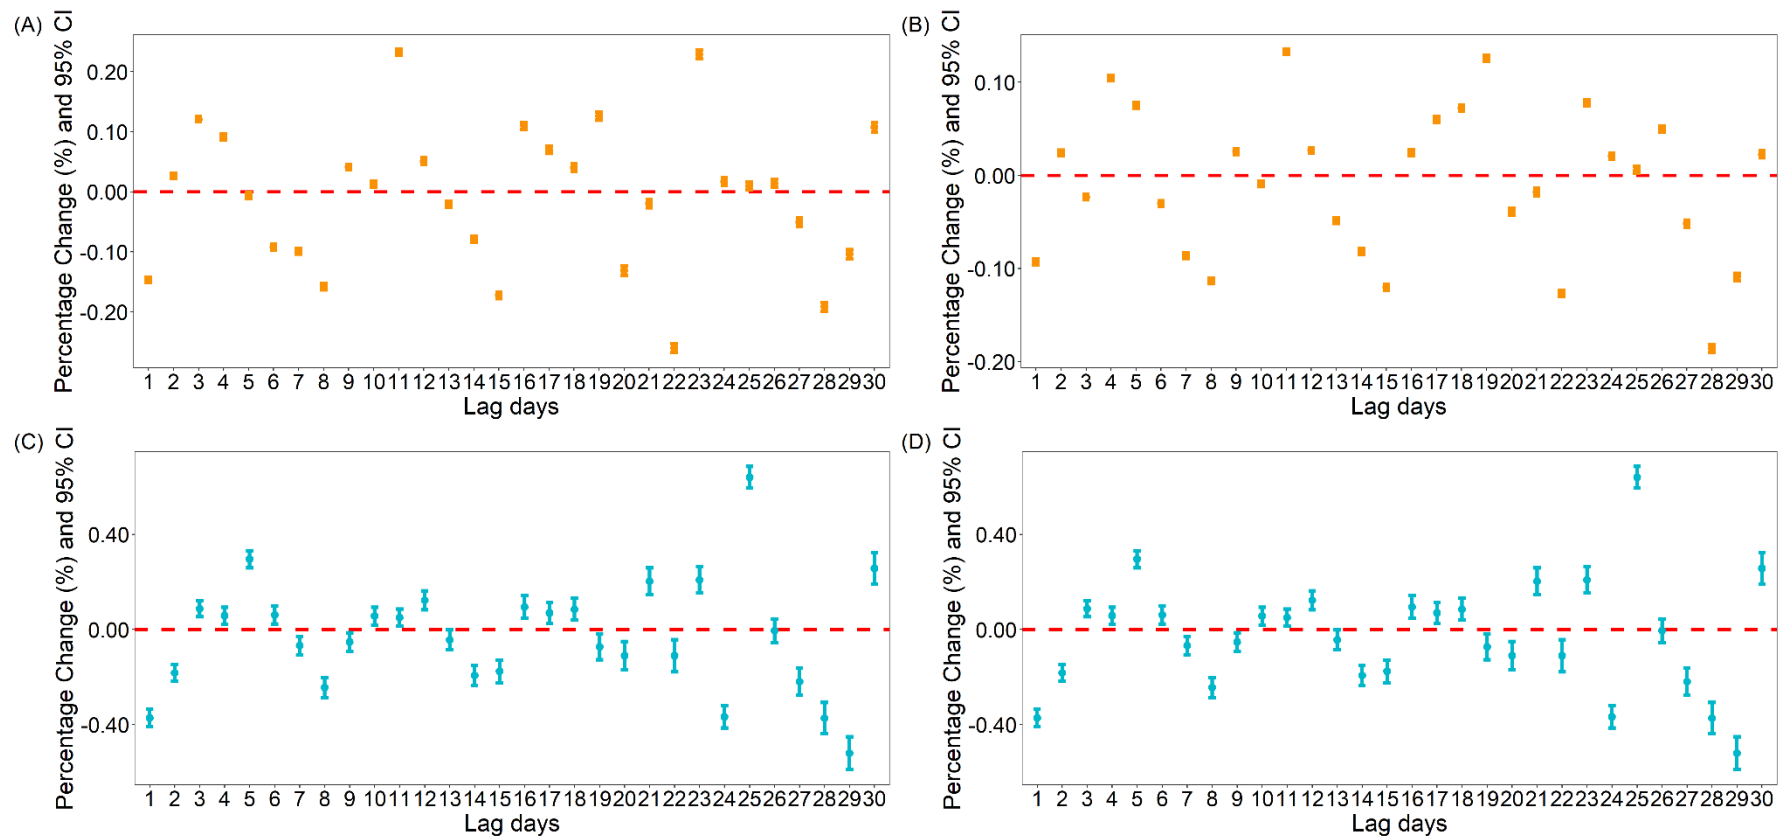 (A)
Percentage Change (%) and 95% CI
0.20
0.10
0.00
-0.10
-0.20
1 2 3 4 5 6 7 8 9 10 11 12 13 14 15 16 17 18 19 20 21 22 23 24 25 26 27 28 29 30
Lag days
(B)
Percentage Change (%) and 95% CI
0.10
0.00
-0.10
-0.20
1 2 3 4 5 6 7 8 9 10 11 12 13 14 15 16 17 18 19 20 21 22 23 24 25 26 27 28 29 30
Lag days
(C)
Percentage Change (%) and 95% CI
0.40
0.00
-0.40
1 2 3 4 5 6 7 8 9 10 11 12 13 14 15 16 17 18 19 20 21 22 23 24 25 26 27 28 29 30
Lag days
(D)
Percentage Change (%) and 95% CI
0.40
0.00
-0.40
1 2 3 4 5 6 7 8 9 10 11 12 13 14 15 16 17 18 19 20 21 22 23 24 25 26 27 28 29 30
Lag days